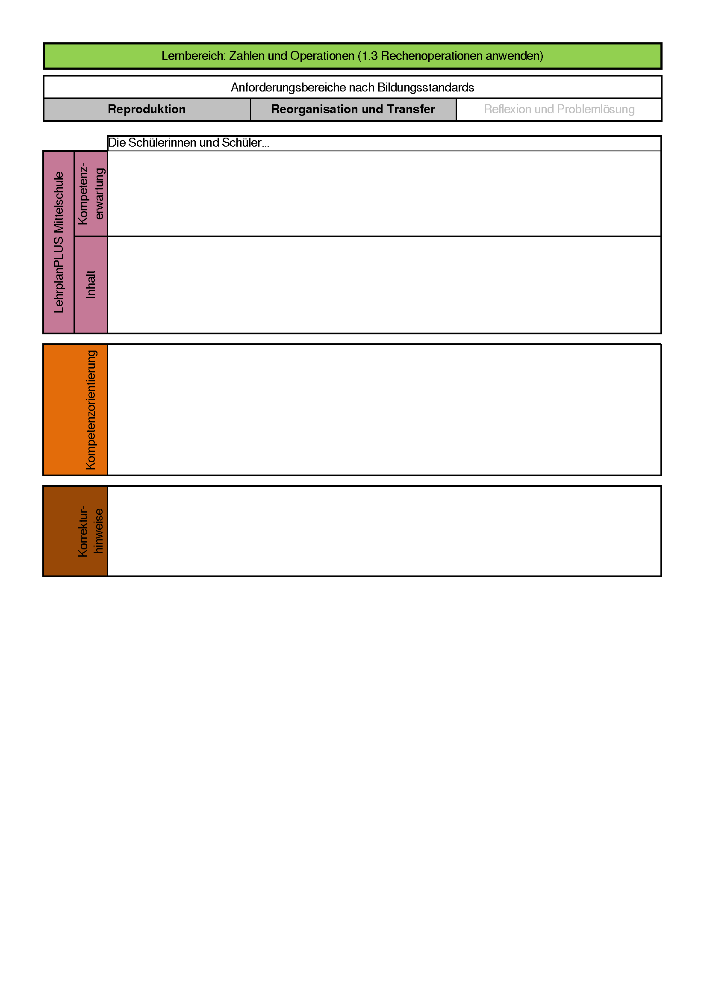 Lernbereich: Zahlen und Operationen (1.3 Rechenoperationen anwenden)
Anforderungsbereiche nach Bildungsstandards
Reproduktion
Reorganisation und Transfer
Reflexion und Problemlösung
Die Schülerinnen und Schüler...
LehrplanPLUS Mittelschule
Kompetenz-
erwartung
Inhalt
Kompetenzorientierung
Korrektur-
hinweise